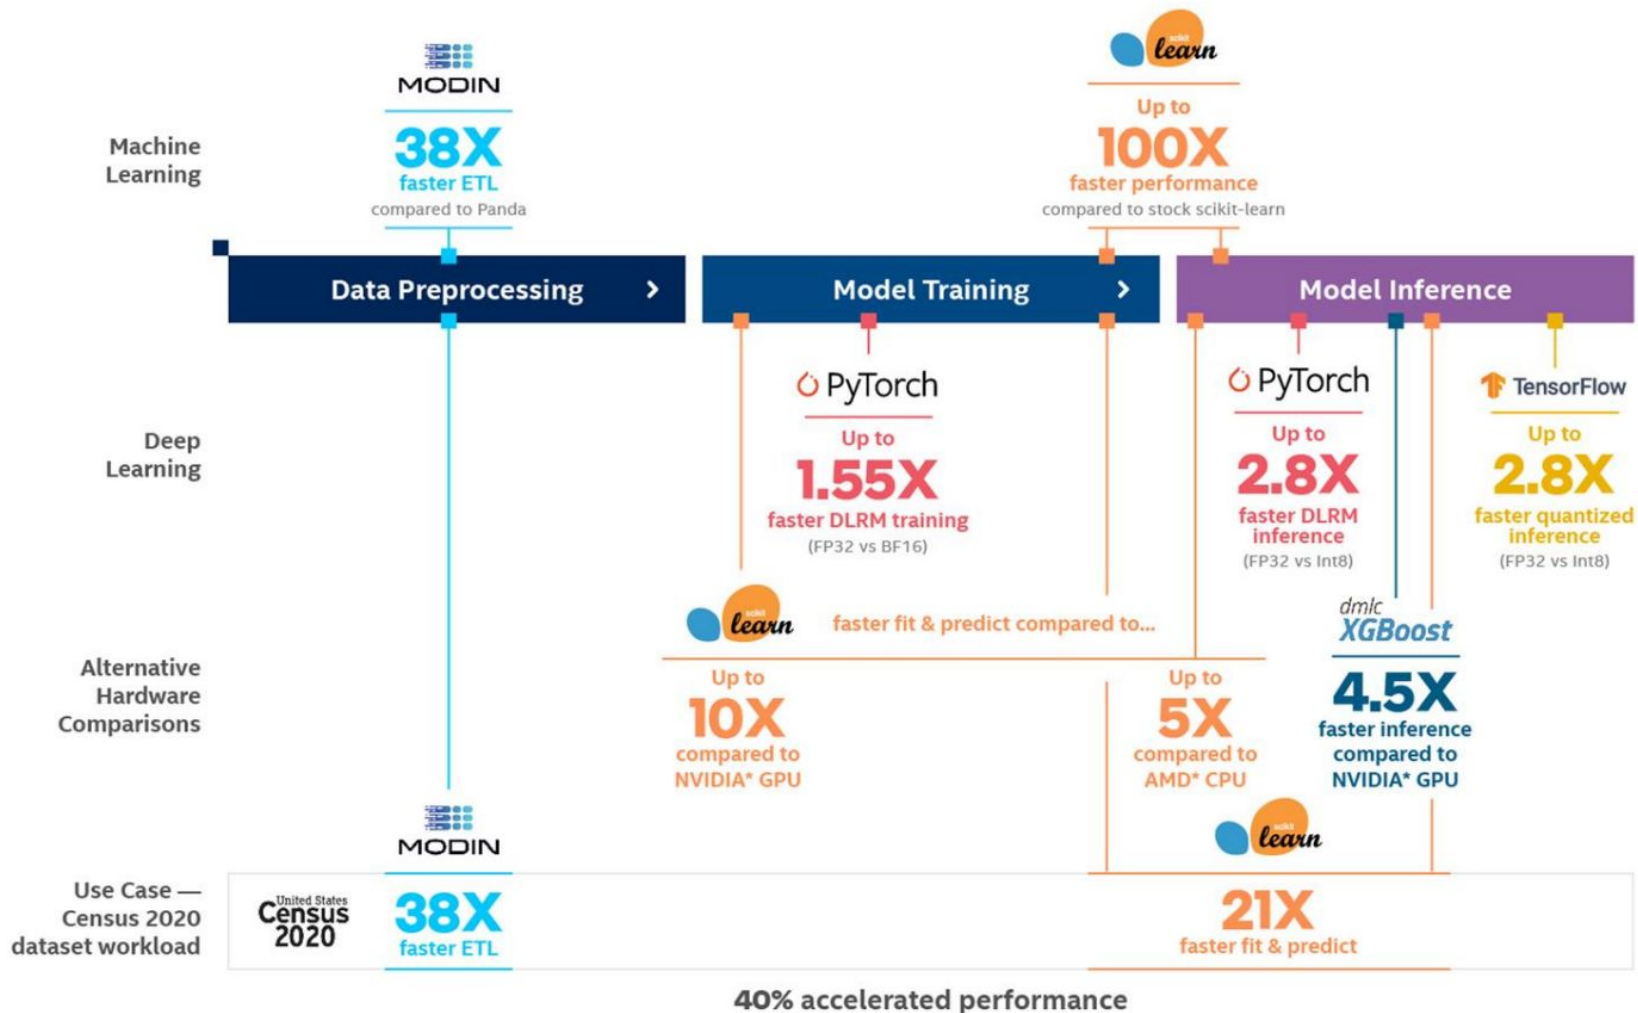 MODIN
38X
faster ETL
compared to Panda
scikit
learn
Up to
100X
faster performance
compared to stock scikit-learn
Machine
Learning
Data Preprocessing
Model Training
Model Inference
Deep
Learning
PyTorch
Up to
1.55X
faster DLRM training
(FP32 vs BF16)
PyTorch
Up to
2.8X
faster DLRM
inference
(FP32 vs Int8)
TensorFlow
Up to
2.8X
faster quantized
inference
(FP32 vs Int8)
Alternative
Hardware
Comparisons
scikit
learn
faster fit & predict compared to...
Up to
10X
compared to
NVIDIA* GPU
Up to
5X
compared to
AMD* CPU
dmlc
XGBoost
4.5X
faster inference
compared to
NVIDIA* GPU
Use Case —
Census 2020
dataset workload
United States
Census
2020
MODIN
38X
faster ETL
scikit
learn
21X
faster fit & predict
40% accelerated performance